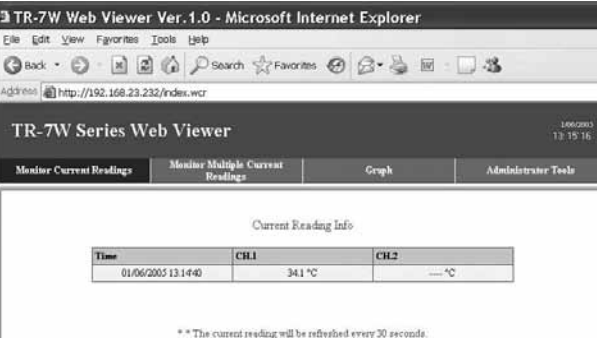 TR-7W Web Viewer Ver.1.0 - Microsoft Internet Explorer
File Edit View Favorites Tools Help
Back Search Favorites
Address http://192.168.23.232/index.wcr
TR-7W Series Web Viewer
1/06/2005
13:15:16
Monitor Current Readings Monitor Multiple Current Readings Graph Administrator Tools
Current Reading Info
Time CH.1 CH.2
01/06/2005 13:14:40 34.1 °C ---- °C
* * The current reading will be refreshed every 30 seconds.